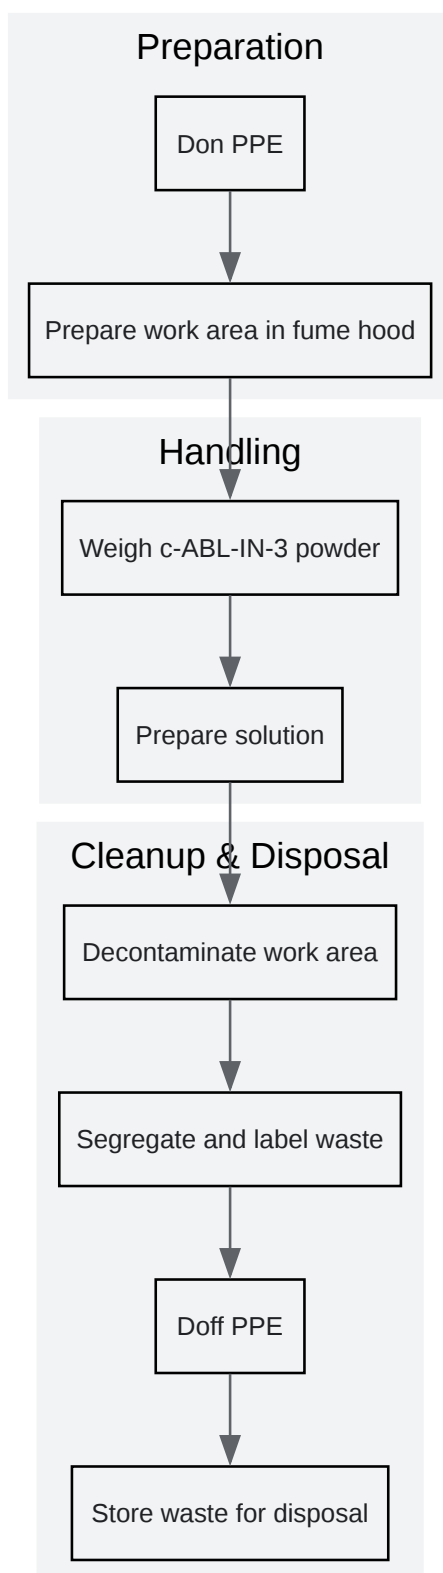 Preparation
Don PPE
Prepare work area in fume hood
Handling
Weigh c-ABL-IN-3 powder
Prepare solution
Cleanup & Disposal
Decontaminate work area
Segregate and label waste
Doff PPE
Store waste for disposal